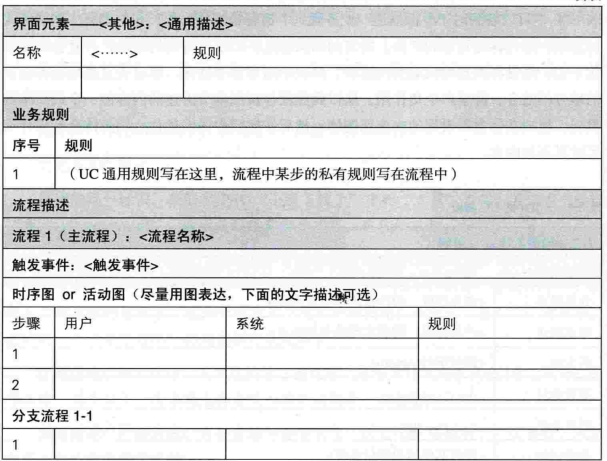 界面元素——<其他>：<通用描述>
名称 <……> 规则
业务规则
序号 规则
1 （UC 通用规则写在这里，流程中某步的私有规则写在流程中）
流程描述
流程 1（主流程）：<流程名称>
触发事件：<触发事件>
时序图 or 活动图（尽量用图表达，下面的文字描述可选）
步骤 用户 系统 规则
1
2
分支流程 1-1
1